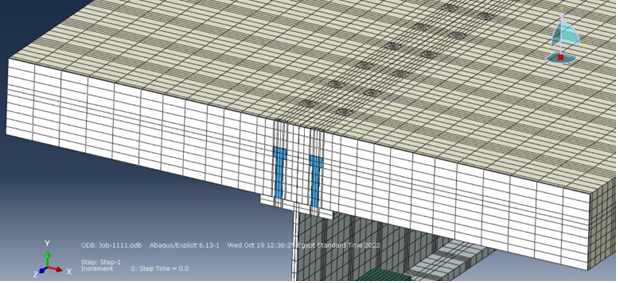 ODB: Job-1111.odb Abaqus/Explicit 6.13-1 Wed Oct 19 12:36:25 Egypt Standard Time 2022
Step: Step-1
Increment 0: Step Time = 0.0
Y
Z
X